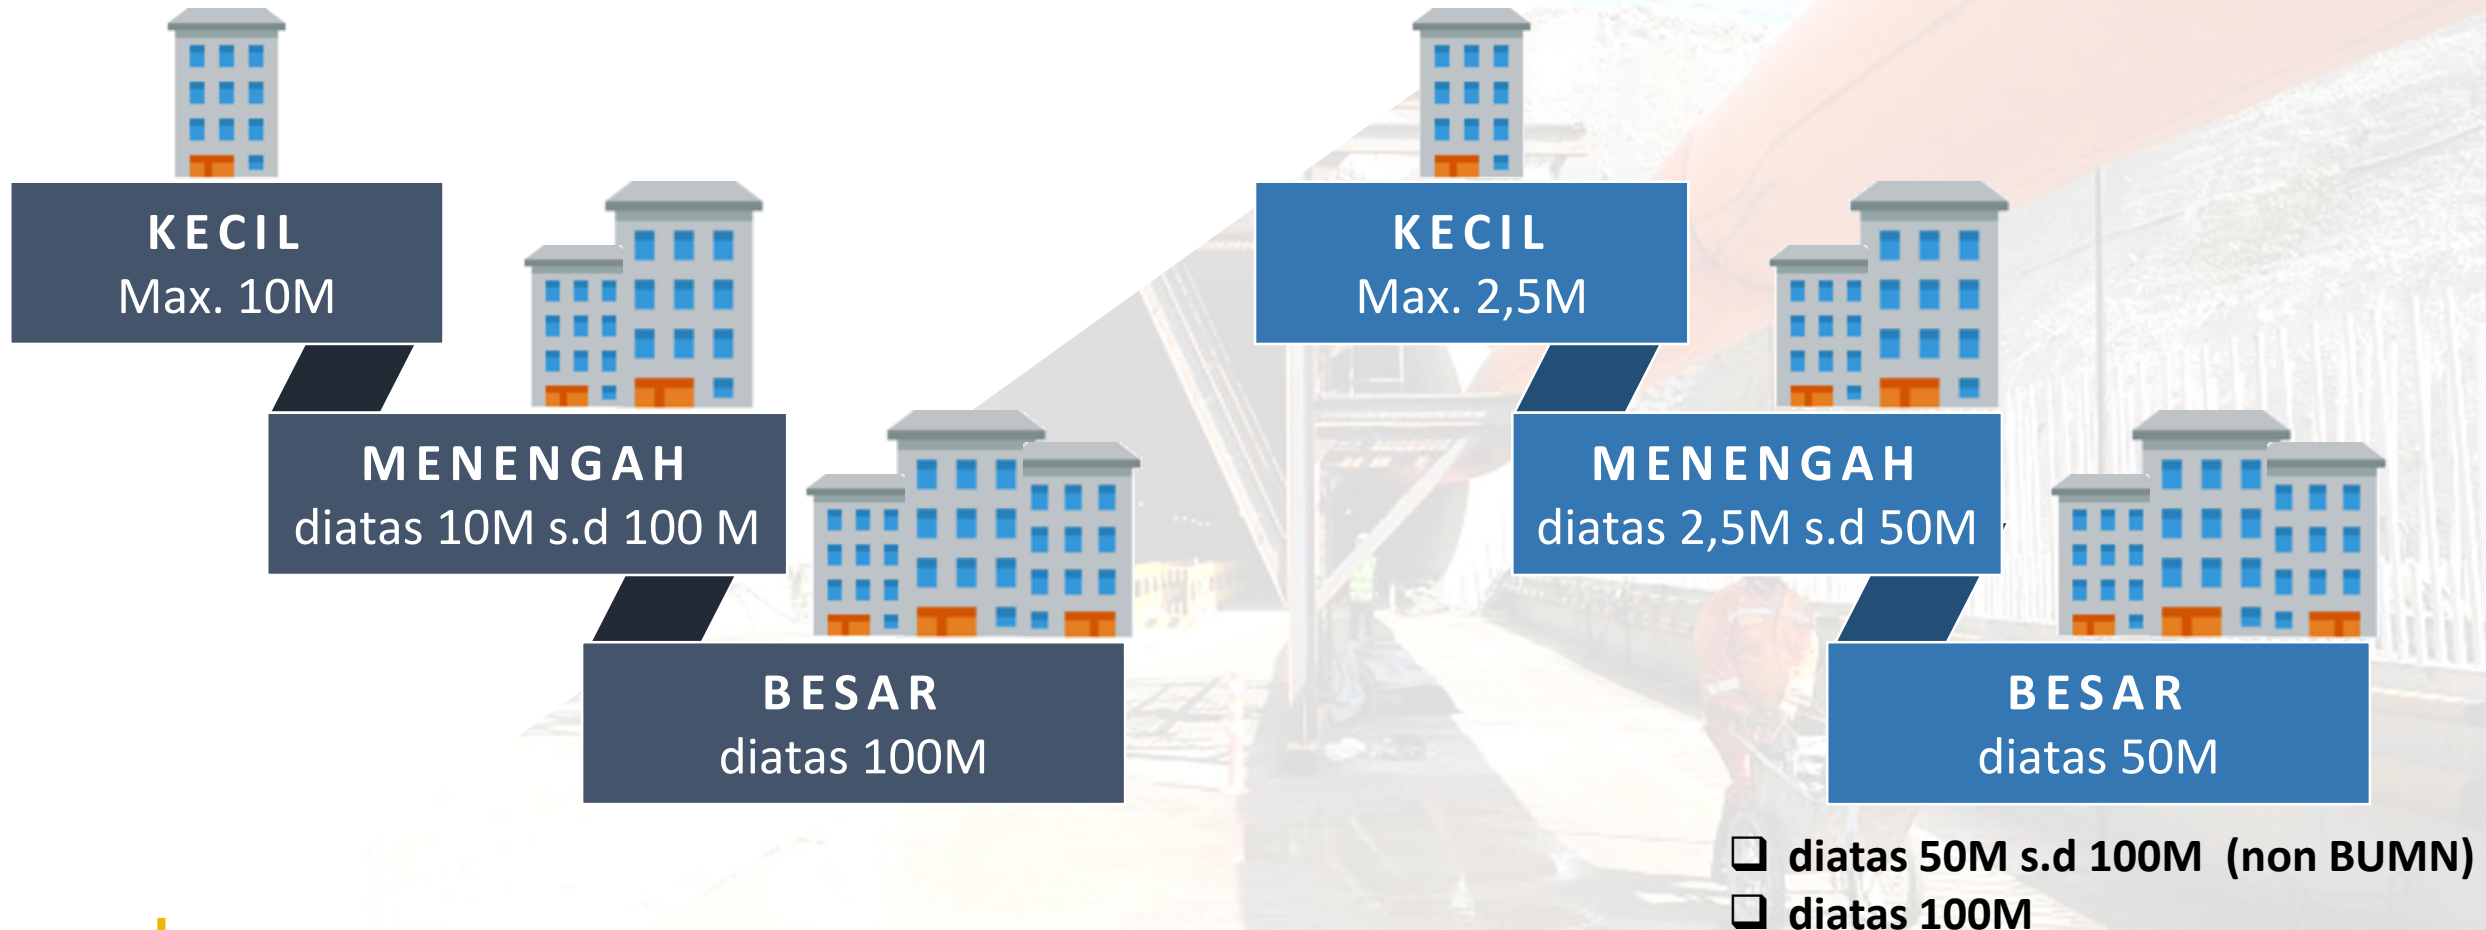 KECIL
Max. 10M
MENENGAH
diatas 10M s.d 100 M
BESAR
diatas 100M
KECIL
Max. 2,5M
MENENGAH
diatas 2,5M s.d 50M
BESAR
diatas 50M
❑ diatas 50M s.d 100M (non BUMN)
❑ diatas 100M